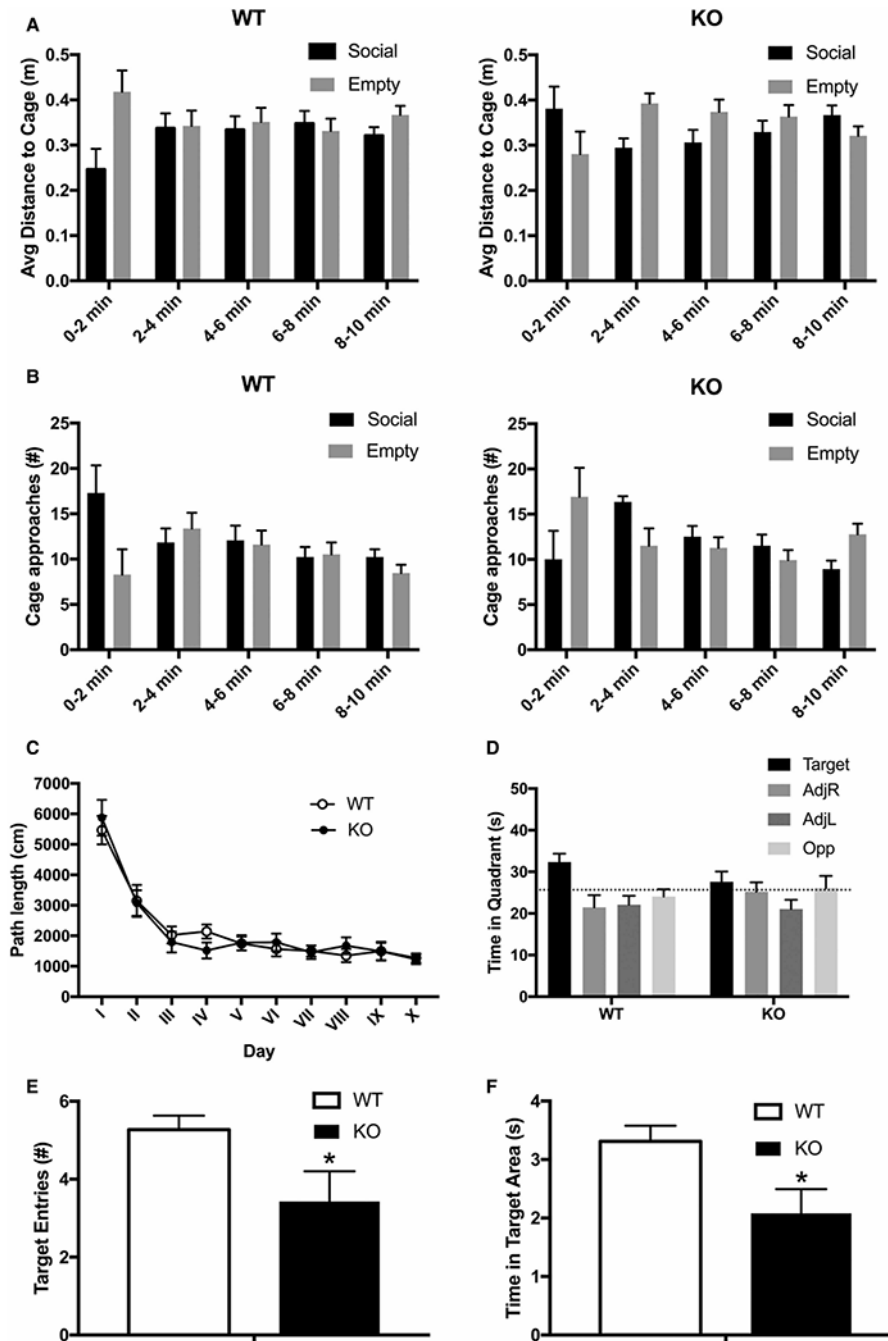 A
WT
Social
Empty
Avg Distance to Cage (m)
0.5
0.4
0.3
0.2
0.1
0.0
0-2 min
2-4 min
4-6 min
6-8 min
8-10 min
KO
Social
Empty
Avg Distance to Cage (m)
0.5
0.4
0.3
0.2
0.1
0.0
0-2 min
2-4 min
4-6 min
6-8 min
8-10 min
B
WT
Social
Empty
Cage approaches (#)
25
20
15
10
5
0
0-2 min
2-4 min
4-6 min
6-8 min
8-10 min
KO
Social
Empty
Cage approaches (#)
25
20
15
10
5
0
0-2 min
2-4 min
4-6 min
6-8 min
8-10 min
C
WT
KO
Path length (cm)
7000
6000
5000
4000
3000
2000
1000
0
I
II
III
IV
V
VI
VII
VIII
IX
X
Day
D
Target
AdjR
AdjL
Opp
Time in Quadrant (s)
50
40
30
20
10
0
WT
KO
E
WT
KO
*
Target Entries (#)
6
4
2
0
F
WT
KO
*
Time in Target Area (s)
4
3
2
1
0